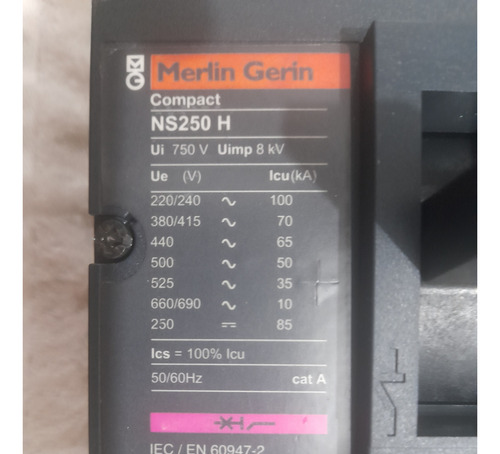 MG Merlin Gerin
Compact
NS250 H
Ui 750 V Uimp 8 kV
Ue (V) Icu(kA)
220/240 ~ 100
380/415 ~ 70
440 ~ 65
500 ~ 50
525 ~ 35
660/690 ~ 10
250 ⎓ 85
Ics = 100% Icu
50/60Hz cat A
IEC / EN 60947-2